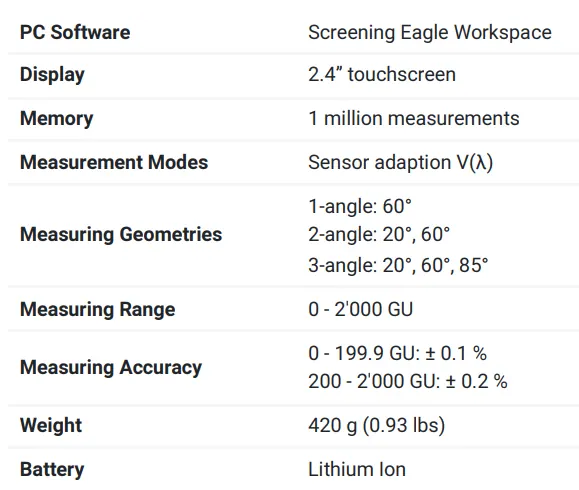 PC Software Screening Eagle Workspace
Display 2.4” touchscreen
Memory 1 million measurements
Measurement Modes Sensor adaption V(λ)
Measuring Geometries
1-angle: 60°
2-angle: 20°, 60°
3-angle: 20°, 60°, 85°
Measuring Range 0 - 2'000 GU
Measuring Accuracy
0 - 199.9 GU: ± 0.1 %
200 - 2'000 GU: ± 0.2 %
Weight 420 g (0.93 lbs)
Battery Lithium Ion